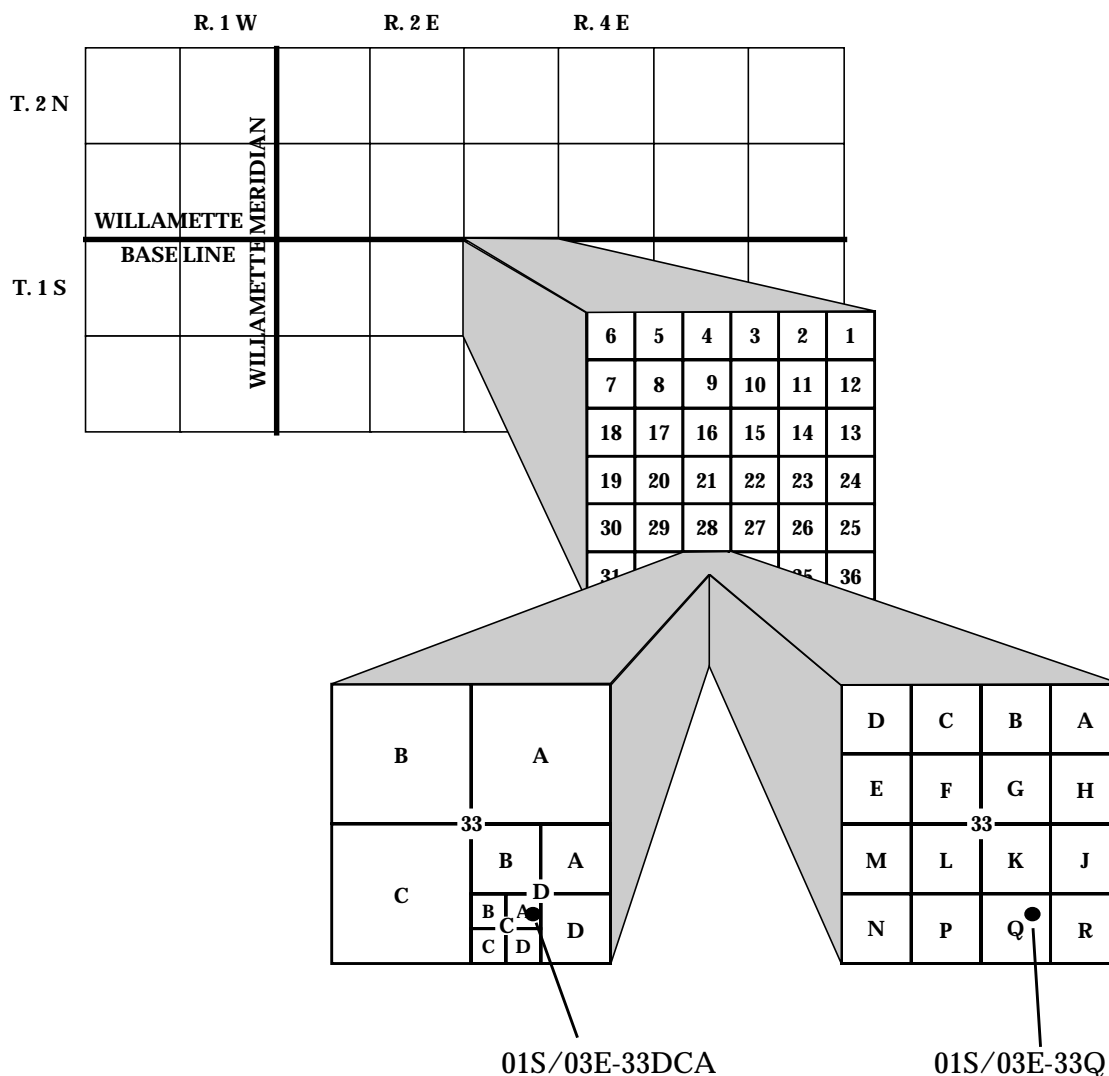 R. 1 W R. 2 E R. 4 E
T. 2 N
WILLAMETTE MERIDIAN
WILLAMETTE
BASE LINE
T. 1 S
6 5 4 3 2 1
7 8 9 10 11 12
18 17 16 15 14 13
19 20 21 22 23 24
30 29 28 27 26 25
31 35 36
B A
33
B A
C
D
B A
C
C D
D
D C B A
E F G H
33
M L K J
N P Q R
01S/03E-33DCA 01S/03E-33Q